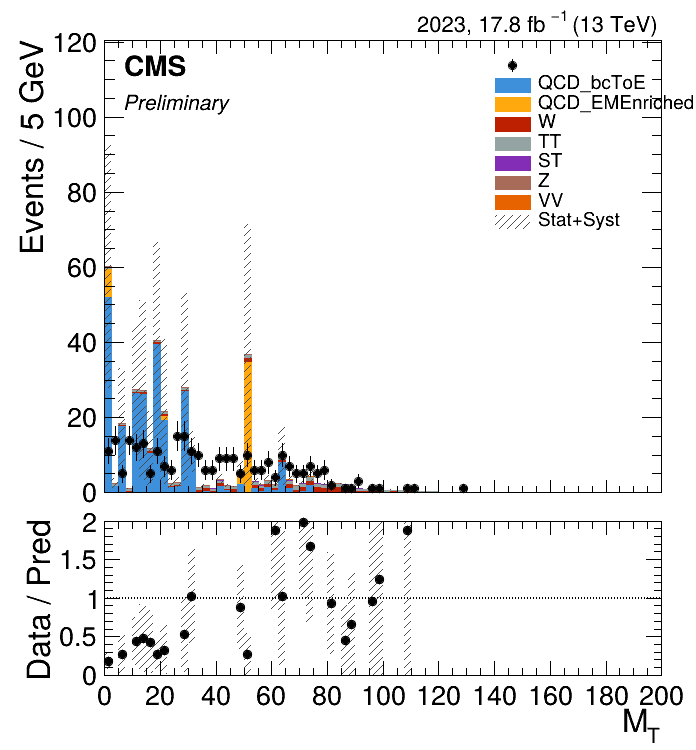 2023, 17.8 fb⁻¹ (13 TeV)
CMS
Preliminary
QCD_bcToE
QCD_EMEnriched
W
TT
ST
Z
VV
Stat+Syst
Events / 5 GeV
120
100
80
60
40
20
0
Data / Pred
2
1.5
1
0.5
0
0 20 40 60 80 100 120 140 160 180 200
M_T